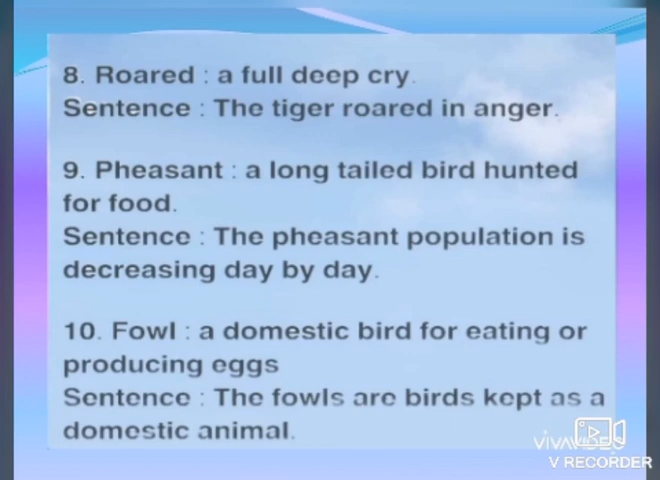 8. Roared : a full deep cry.
Sentence : The tiger roared in anger.
9. Pheasant : a long tailed bird hunted
for food.
Sentence : The pheasant population is
decreasing day by day.
10. Fowl : a domestic bird for eating or
producing eggs
Sentence : The fowls are birds kept as a
domestic animal.
V RECORDER